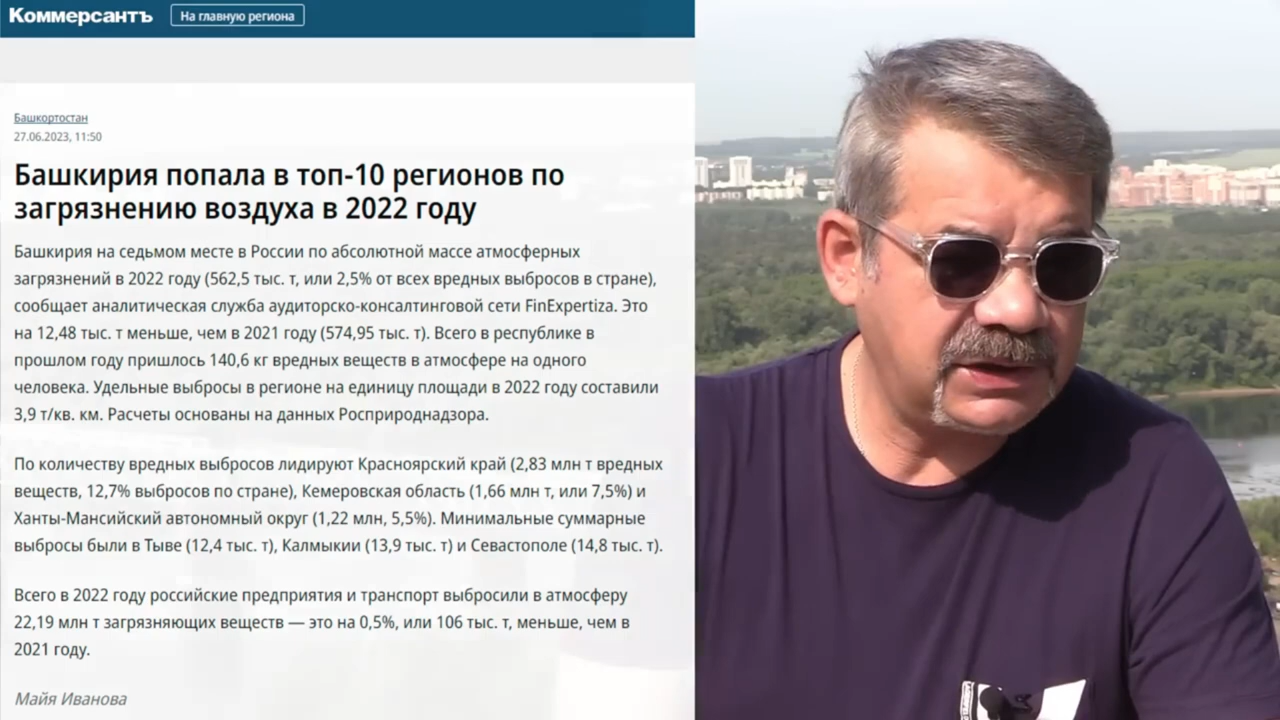 Коммерсантъ
На главную региона
Башкортостан
27.06.2023, 11:50
Башкирия попала в топ-10 регионов по
загрязнению воздуха в 2022 году
Башкирия на седьмом месте в России по абсолютной массе атмосферных
загрязнений в 2022 году (562,5 тыс. т, или 2,5% от всех вредных выбросов в стране),
сообщает аналитическая служба аудиторско-консалтинговой сети FinExpertiza. Это
на 12,48 тыс. т меньше, чем в 2021 году (574,95 тыс. т). Всего в республике в
прошлом году пришлось 140,6 кг вредных веществ в атмосфере на одного
человека. Удельные выбросы в регионе на единицу площади в 2022 году составили
3,9 т/кв. км. Расчеты основаны на данных Росприроднадзора.
По количеству вредных выбросов лидируют Красноярский край (2,83 млн т вредных
веществ, 12,7% выбросов по стране), Кемеровская область (1,66 млн т, или 7,5%) и
Ханты-Мансийский автономный округ (1,22 млн, 5,5%). Минимальные суммарные
выбросы были в Тыве (12,4 тыс. т), Калмыкии (13,9 тыс. т) и Севастополе (14,8 тыс. т).
Всего в 2022 году российские предприятия и транспорт выбросили в атмосферу
22,19 млн т загрязняющих веществ — это на 0,5%, или 106 тыс. т, меньше, чем в
2021 году.
Майя Иванова